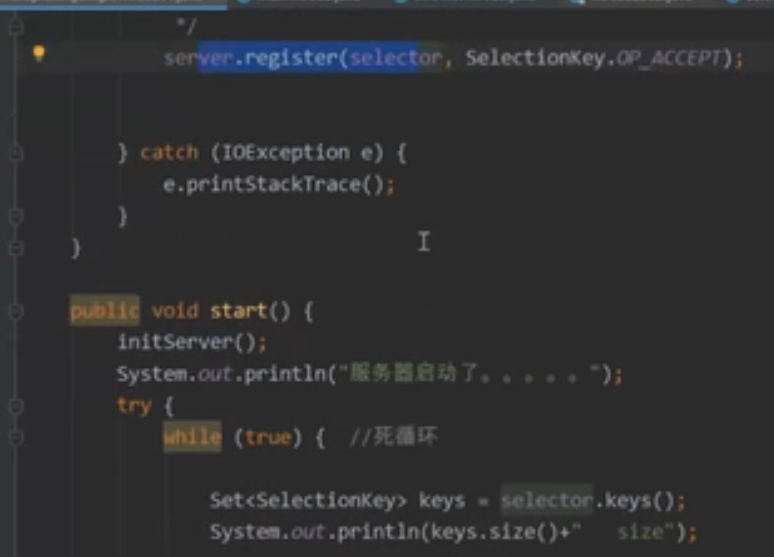 */
server.register(selector, SelectionKey.OP_ACCEPT);
} catch (IOException e) {
e.printStackTrace();
}
}
public void start() {
initServer();
System.out.println("服务器启动了。。。。。");
try {
while (true) {  //死循环
Set<SelectionKey> keys = selector.keys();
System.out.println(keys.size()+"   size");